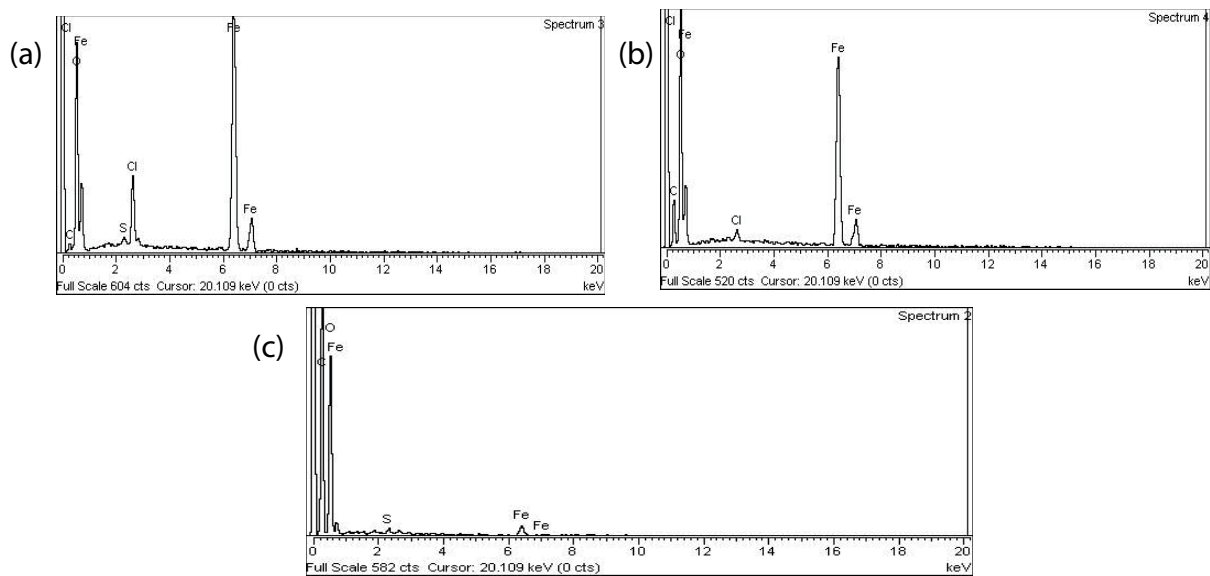 (a)
Spectrum 3
Cl
Fe
O
Fe
Cl
Fe
S
C
0 2 4 6 8 10 12 14 16 18 20
Full Scale 604 cts Cursor: 20.109 keV (0 cts) keV
(b)
Spectrum 4
Cl
Fe
O
Fe
C
Fe
Cl
0 2 4 6 8 10 12 14 16 18 20
Full Scale 520 cts Cursor: 20.109 keV (0 cts) keV
(c)
Spectrum 2
O
Fe
C
S
Fe
Fe
0 2 4 6 8 10 12 14 16 18 20
Full Scale 582 cts Cursor: 20.109 keV (0 cts) keV